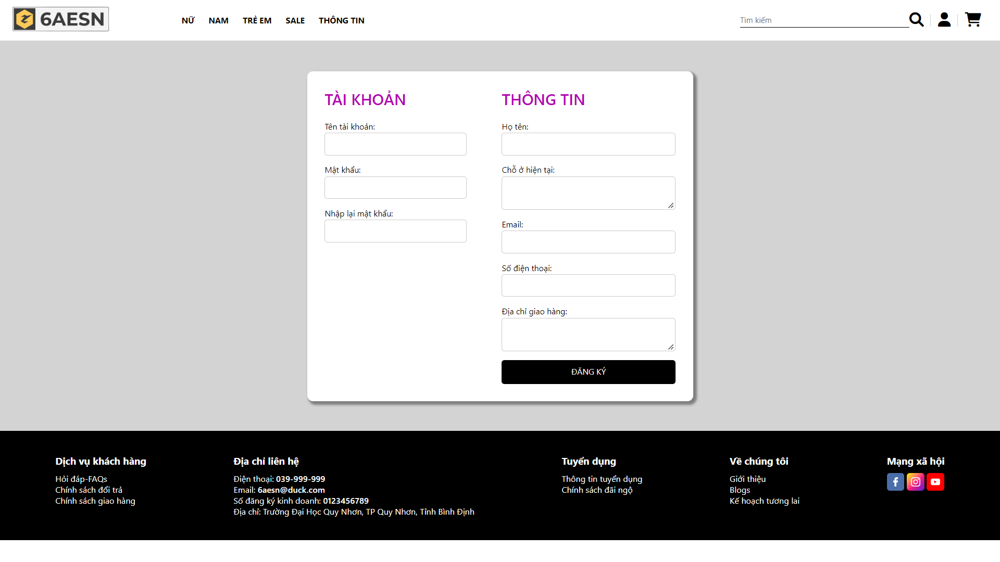 6AESN
NỮ NAM TRẺ EM SALE THÔNG TIN
Tìm kiếm
TÀI KHOẢN
Tên tài khoản:
Mật khẩu:
Nhập lại mật khẩu:
THÔNG TIN
Họ tên:
Chỗ ở hiện tại:
Email:
Số điện thoại:
Địa chỉ giao hàng:
ĐĂNG KÝ
Dịch vụ khách hàng
Hỏi đáp-FAQs
Chính sách đổi trả
Chính sách giao hàng
Địa chỉ liên hệ
Điện thoại: 039-999-999
Email: 6aesn@duck.com
Số đăng ký kinh doanh: 0123456789
Địa chỉ: Trường Đại Học Quy Nhơn, TP Quy Nhơn, Tỉnh Bình Định
Tuyển dụng
Thông tin tuyển dụng
Chính sách đãi ngộ
Về chúng tôi
Giới thiệu
Blogs
Kế hoạch tương lai
Mạng xã hội